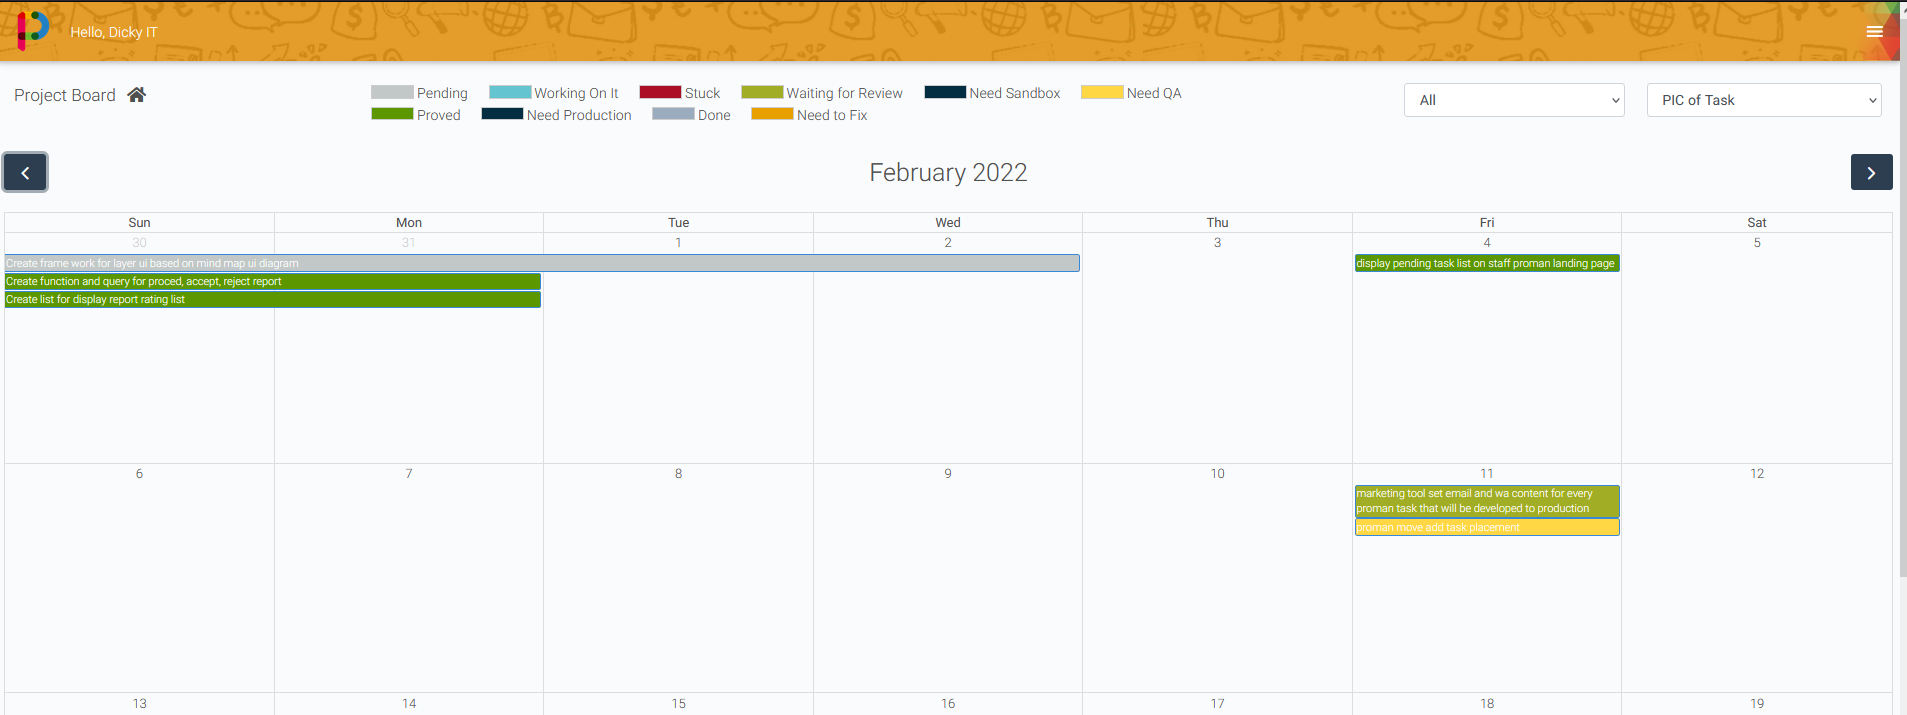 Hello, Dicky IT
Project Board
Pending Working On It Stuck Waiting for Review Need Sandbox Need QA
Proved Need Production Done Need to Fix
All
PIC of Task
February 2022
Sun Mon Tue Wed Thu Fri Sat
30 31 1 2 3 4 5
Create frame work for layer ui based on mind map ui diagram
display pending task list on staff proman landing page
Create function and query for proced, accept, reject report
Create list for display report rating list
6 7 8 9 10 11 12
marketing tool set email and wa content for every
proman task that will be developed to production
proman move add task placement
13 14 15 16 17 18 19